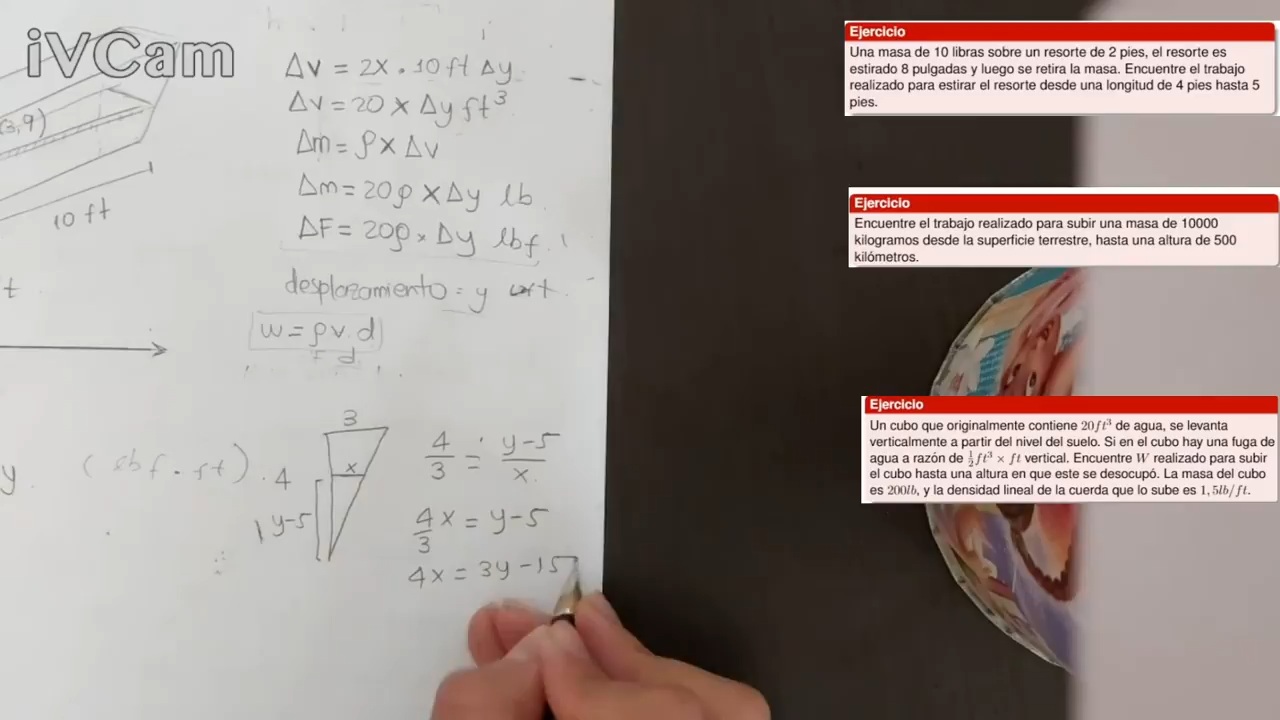 iVCam
(3,9)
10 ft
t
Δv = 2x · 10 ft Δy
Δv = 20 x Δy ft³
Δm = ρ x Δv
Δm = 20ρ x Δy lb
ΔF = 20ρ x Δy lbf
desplazamiento = y
w = ρv. d
F d
y
(lbf · ft)
3
x
4
y-5
4/3 = y-5/x
4/3 x = y-5
4x = 3y-15
Ejercicio
Una masa de 10 libras sobre un resorte de 2 pies, el resorte es
estirado 8 pulgadas y luego se retira la masa. Encuentre el trabajo
realizado para estirar el resorte desde una longitud de 4 pies hasta 5
pies.
Ejercicio
Encuentre el trabajo realizado para subir una masa de 10000
kilogramos desde la superficie terrestre, hasta una altura de 500
kilómetros.
Ejercicio
Un cubo que originalmente contiene 20ft³ de agua, se levanta
verticalmente a partir del nivel del suelo. Si en el cubo hay una fuga de
agua a razón de ½ft³ × ft vertical. Encuentre W realizado para subir
el cubo hasta una altura en que este se desocupó. La masa del cubo
es 200lb, y la densidad lineal de la cuerda que lo sube es 1, 5lb/ft.